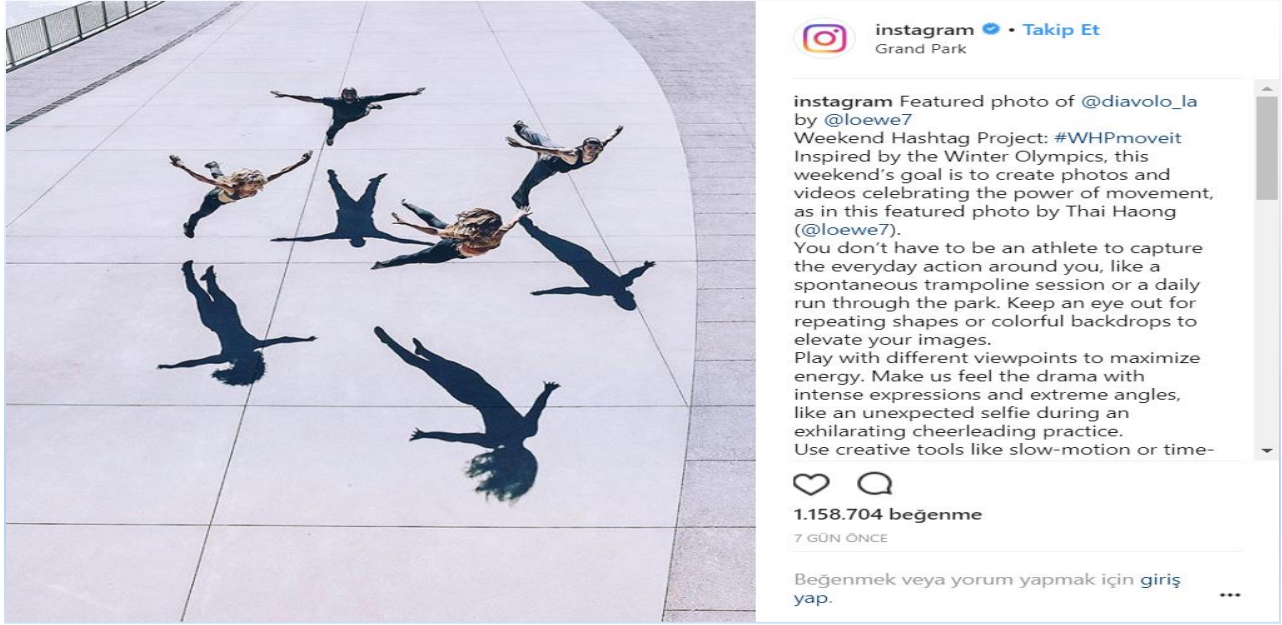 instagram • Takip Et
Grand Park
instagram Featured photo of @diavolo_la
by @loewe7
Weekend Hashtag Project: #WHPmoveit
Inspired by the Winter Olympics, this
weekend’s goal is to create photos and
videos celebrating the power of movement,
as in this featured photo by Thai Haong
(@loewe7).
You don’t have to be an athlete to capture
the everyday action around you, like a
spontaneous trampoline session or a daily
run through the park. Keep an eye out for
repeating shapes or colorful backdrops to
elevate your images.
Play with different viewpoints to maximize
energy. Make us feel the drama with
intense expressions and extreme angles,
like an unexpected selfie during an
exhilarating cheerleading practice.
Use creative tools like slow-motion or time-
1.158.704 beğenme
7 GÜN ÖNCE
Beğenmek veya yorum yapmak için giriş
yap.